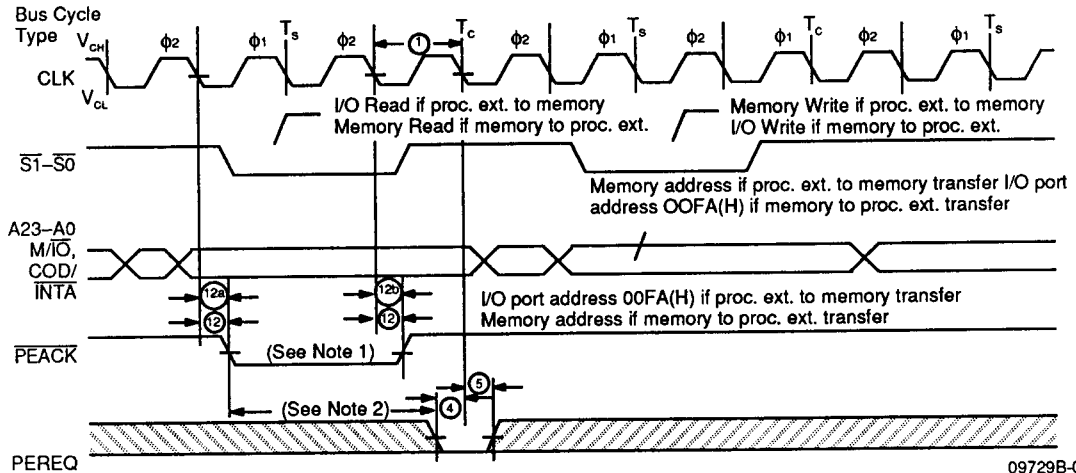 Bus Cycle
Type
V_CH
φ2
φ1
T_s
φ2
①
T_c
φ2
φ1
T_s
φ2
φ1
T_c
φ2
φ1
T_s
CLK
V_CL
I/O Read if proc. ext. to memory
Memory Read if memory to proc. ext.
Memory Write if proc. ext. to memory
I/O Write if memory to proc. ext.
S1–S0
Memory address if proc. ext. to memory transfer I/O port
address OOFA(H) if memory to proc. ext. transfer
A23–A0
M/IO,
COD/
INTA
12a
12b
12
12
I/O port address 00FA(H) if proc. ext. to memory transfer
Memory address if memory to proc. ext. transfer
PEACK
(See Note 1)
(See Note 2)
④
⑤
PEREQ
09729B-0